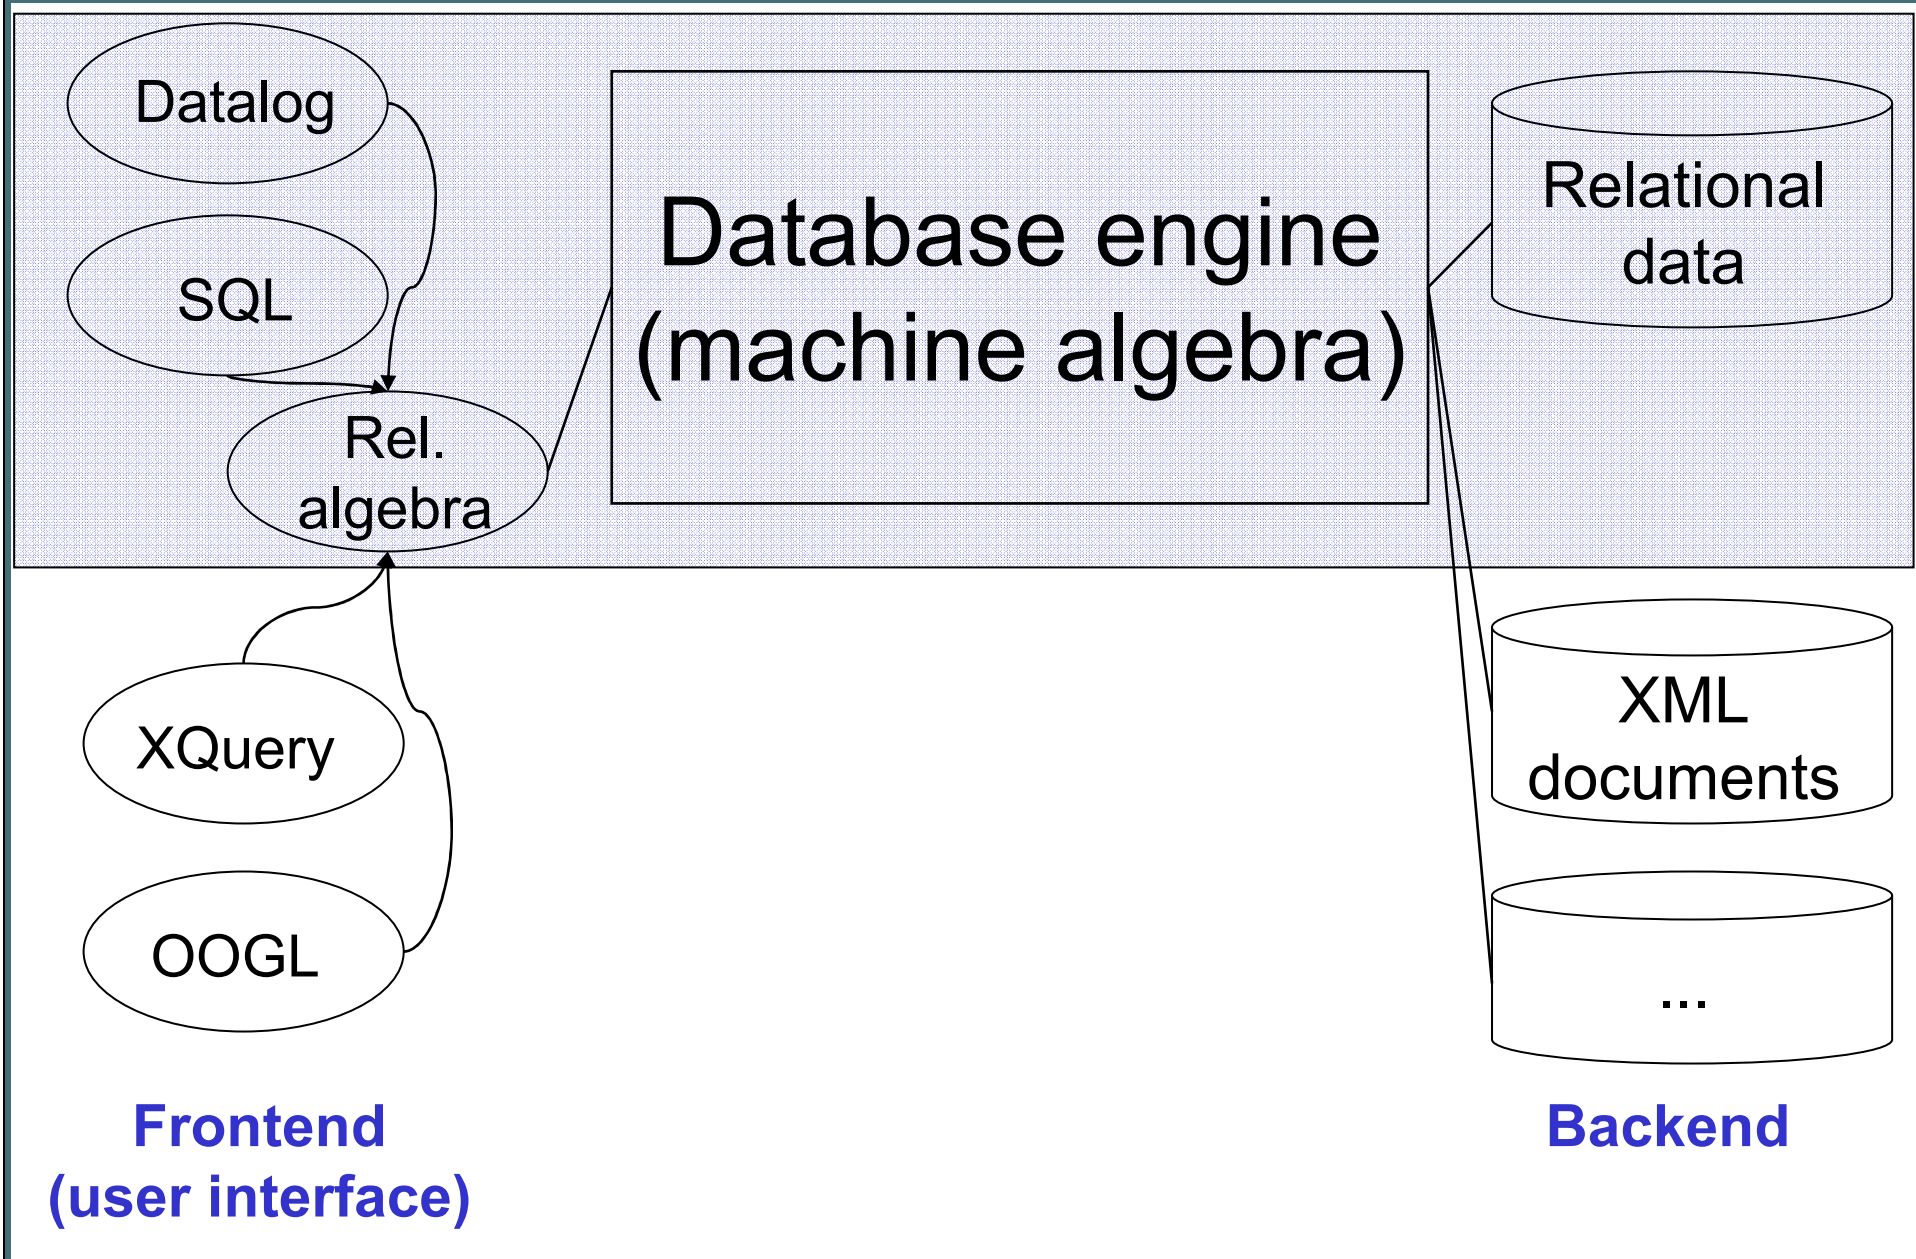 Datalog
SQL
Rel.
algebra
Database engine
(machine algebra)
Relational
data
XQuery
OOGL
XML
documents
...
Frontend
(user interface)
Backend